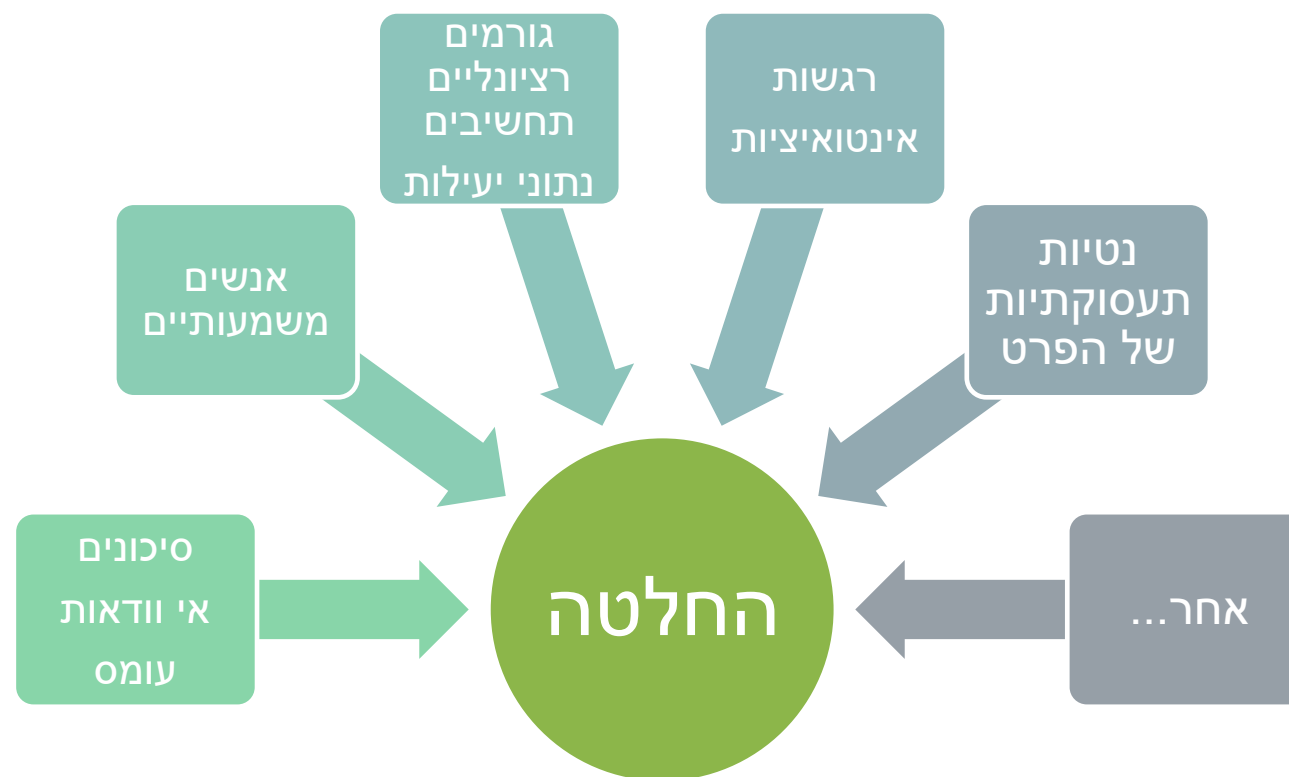 גורמים
רציונליים
תחשיבים
נתוני יעילות
רגשות
אינטואיציות
אנשים
משמעותיים
נטיות
תעסוקתיות
של הפרט
סיכונים
אי וודאות
עומס
החלטה
אחר...